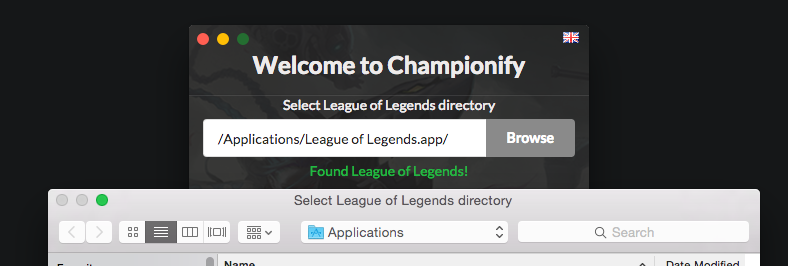 Welcome to Championify
Select League of Legends directory
/Applications/League of Legends.app/
Browse
Found League of Legends!
Select League of Legends directory
Applications
Search
Name
Date Modified